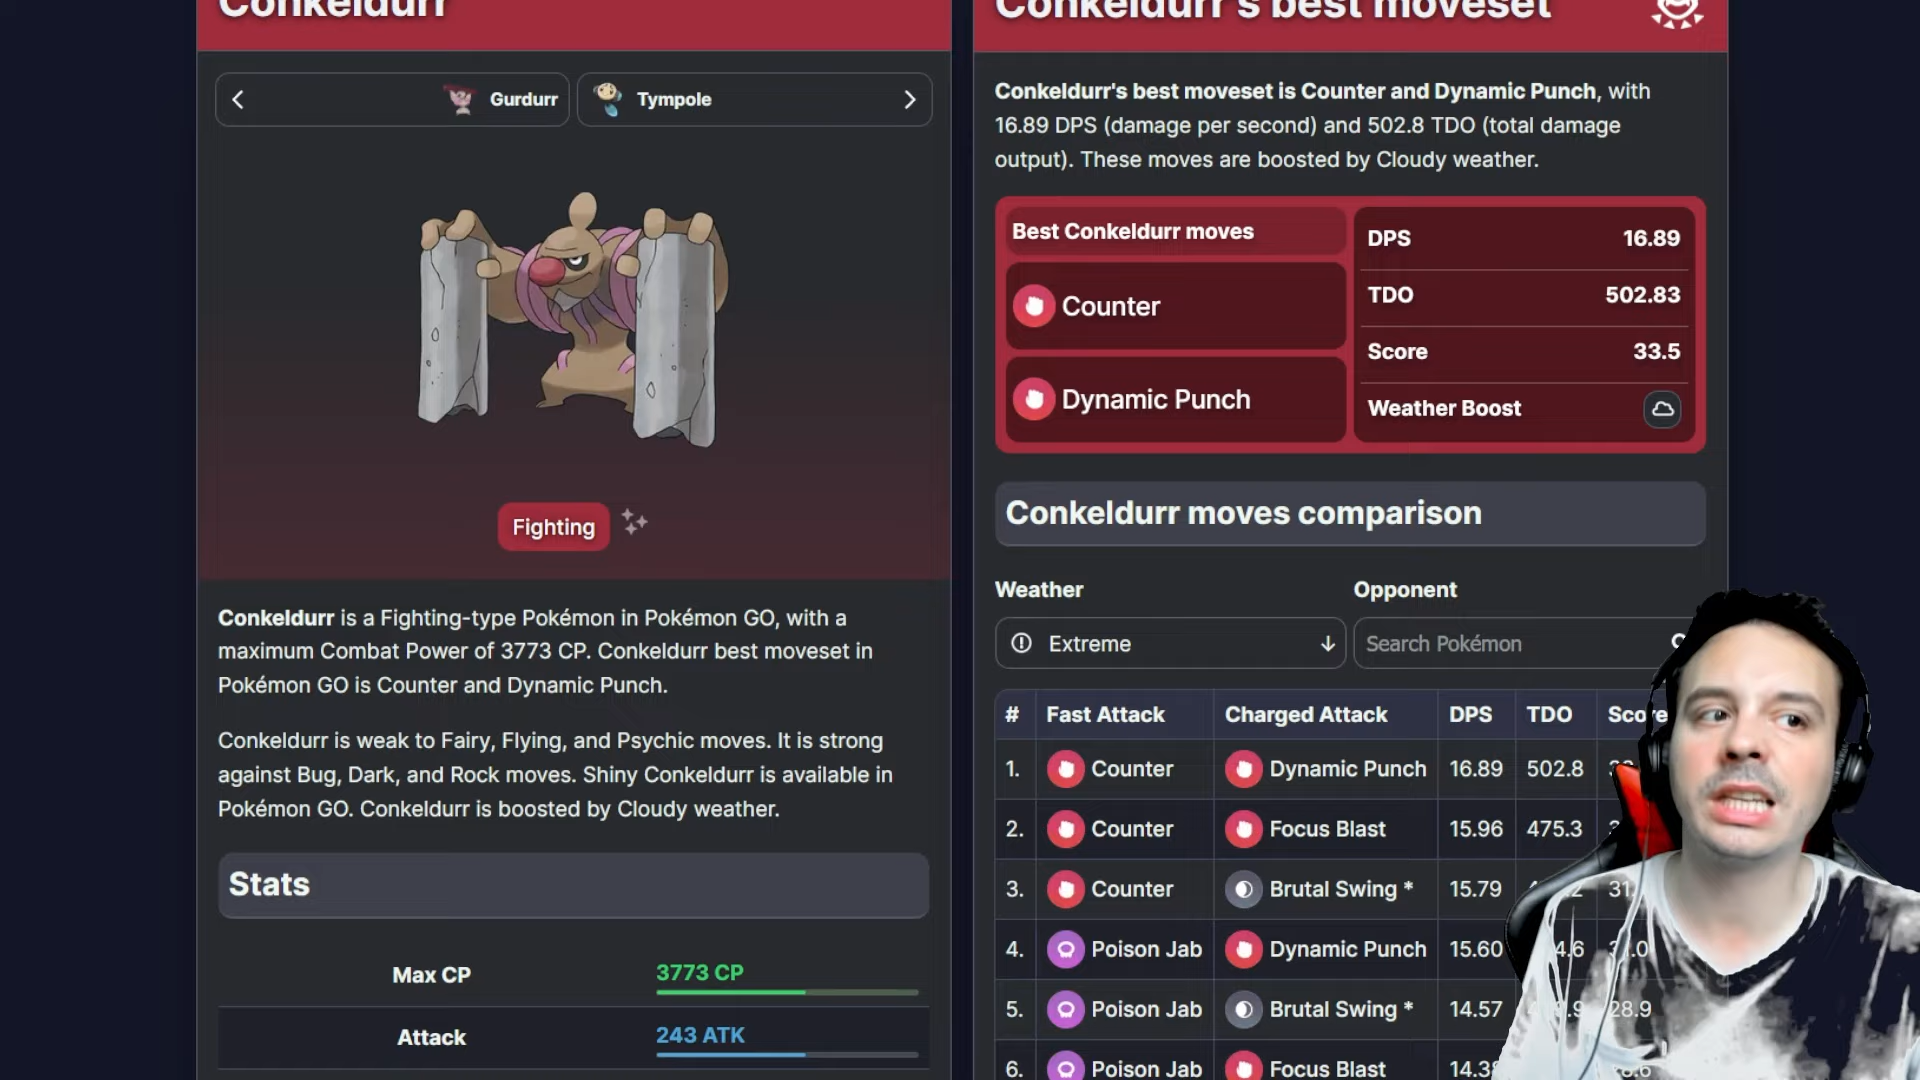 Conkeldurr
Gurdurr
Tympole
Fighting
Conkeldurr is a Fighting-type Pokémon in Pokémon GO, with a
maximum Combat Power of 3773 CP. Conkeldurr best moveset in
Pokémon GO is Counter and Dynamic Punch.
Conkeldurr is weak to Fairy, Flying, and Psychic moves. It is strong
against Bug, Dark, and Rock moves. Shiny Conkeldurr is available in
Pokémon GO. Conkeldurr is boosted by Cloudy weather.
Stats
Max CP 3773 CP
Attack 243 ATK
Conkeldurr's best moveset
Conkeldurr's best moveset is Counter and Dynamic Punch, with
16.89 DPS (damage per second) and 502.8 TDO (total damage
output). These moves are boosted by Cloudy weather.
Best Conkeldurr moves
Counter
Dynamic Punch
DPS 16.89
TDO 502.83
Score 33.5
Weather Boost
Conkeldurr moves comparison
Weather Opponent
Extreme Search Pokémon
# Fast Attack Charged Attack DPS TDO Score
1. Counter Dynamic Punch 16.89 502.8
2. Counter Focus Blast 15.96 475.3
3. Counter Brutal Swing * 15.79
4. Poison Jab Dynamic Punch 15.60
5. Poison Jab Brutal Swing * 14.57 28.9
6. Poison Jab Focus Blast